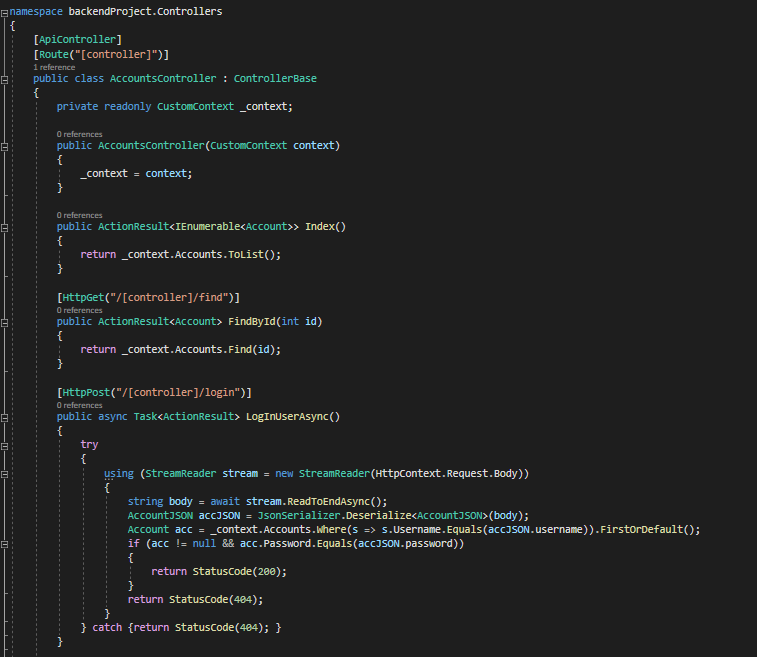 namespace backendProject.Controllers
{
[ApiController]
[Route("[controller]")]
1 reference
public class AccountsController : ControllerBase
{
private readonly CustomContext _context;
0 references
public AccountsController(CustomContext context)
{
_context = context;
}
0 references
public ActionResult<IEnumerable<Account>> Index()
{
return _context.Accounts.ToList();
}
[HttpGet("/[controller]/find")]
0 references
public ActionResult<Account> FindById(int id)
{
return _context.Accounts.Find(id);
}
[HttpPost("/[controller]/login")]
0 references
public async Task<ActionResult> LogInUserAsync()
{
try
{
using (StreamReader stream = new StreamReader(HttpContext.Request.Body))
{
string body = await stream.ReadToEndAsync();
AccountJSON accJSON = JsonSerializer.Deserialize<AccountJSON>(body);
Account acc = _context.Accounts.Where(s => s.Username.Equals(accJSON.username)).FirstOrDefault();
if (acc != null && acc.Password.Equals(accJSON.password))
{
return StatusCode(200);
}
return StatusCode(404);
}
} catch {return StatusCode(404); }
}